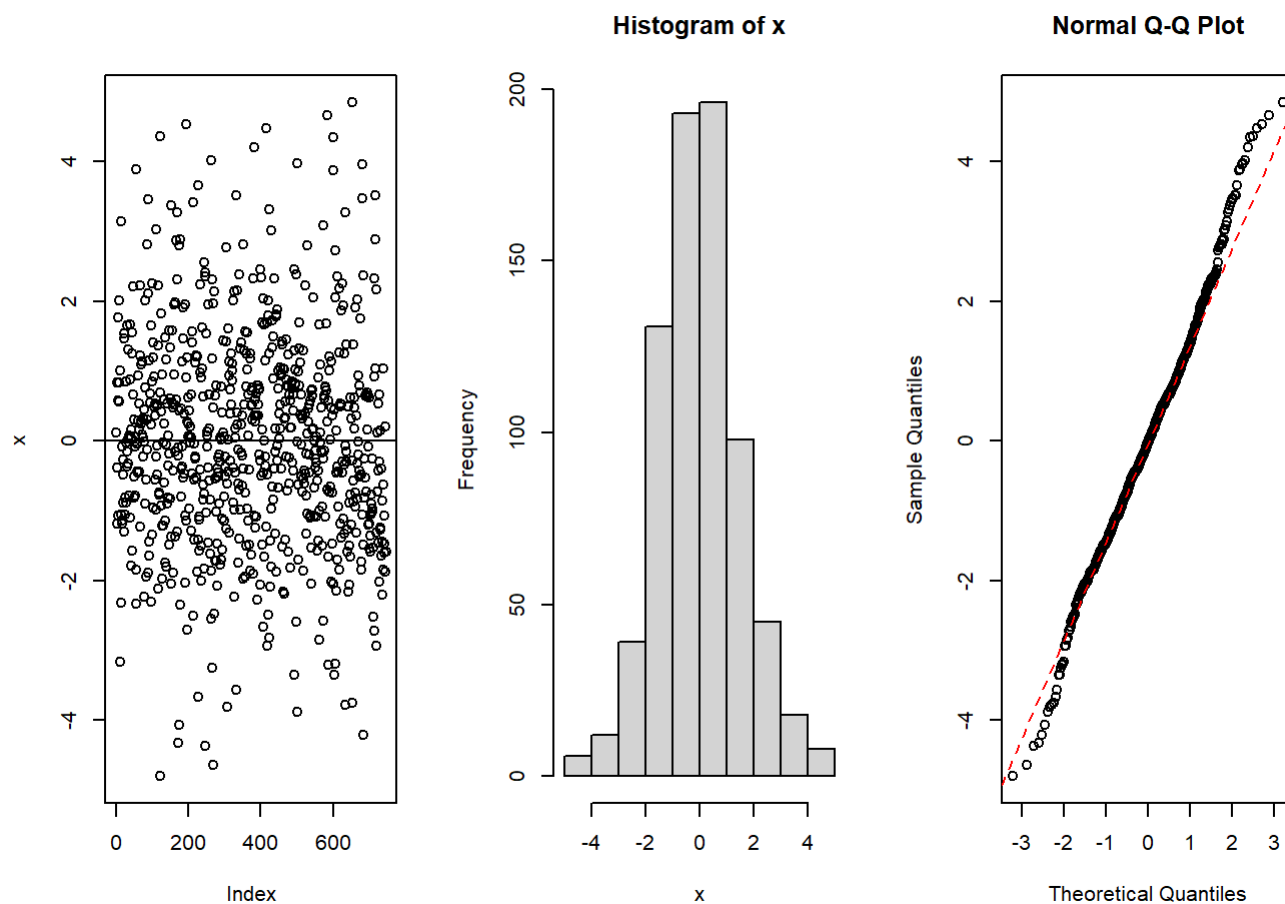 Histogram of x
Normal Q-Q Plot
x
4
2
0
-2
-4
0 200 400 600
Index
Frequency
200
150
100
50
0
-4 -2 0 2 4
x
Sample Quantiles
4
2
0
-2
-4
-3 -2 -1 0 1 2 3
Theoretical Quantiles